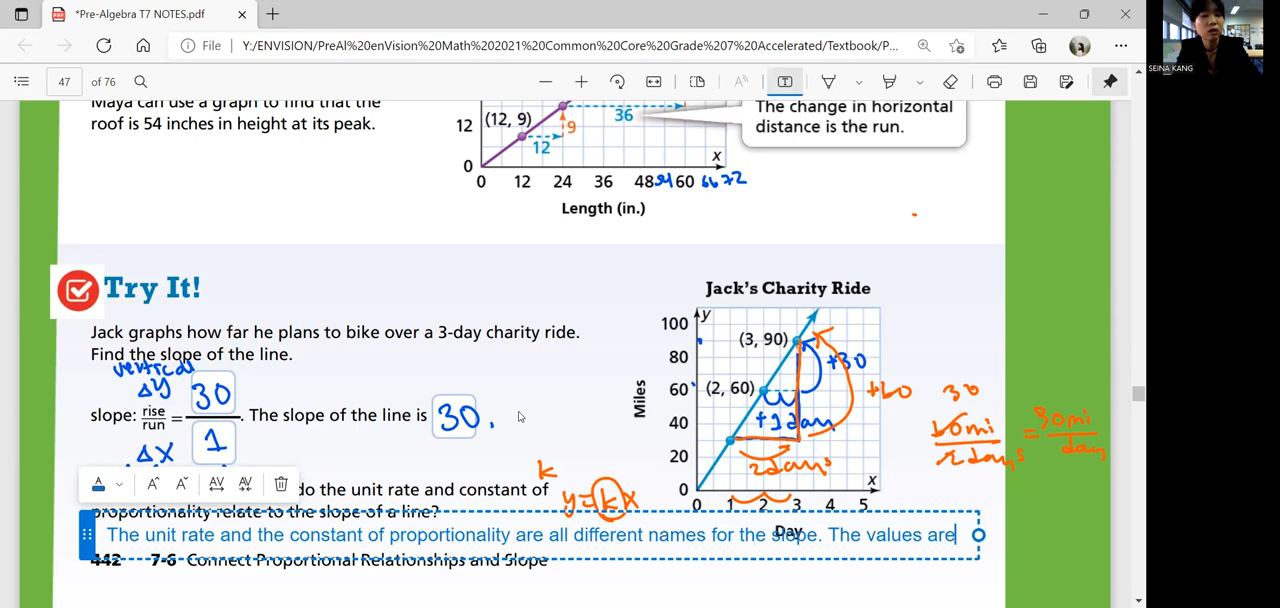 *Pre-Algebra T7 NOTES.pdf
File
Y:/ENVISION/PreAl%20enVision%20Math%202021%20Common%20Core%20Grade%207%20Accelerated/Textbook/P...
47 of 76
SEINA KANG
Maya can use a graph to find that the
roof is 54 inches in height at its peak.
The change in horizontal
distance is the run.
12 (12, 9) 9 36
12
0 x
0 12 24 36 48 54 60 66 72
Length (in.)
Try It!
Jack graphs how far he plans to bike over a 3-day charity ride.
Find the slope of the line.
vertical
Δy 30
slope: rise/run = . The slope of the line is 30.
Δx 1
do the unit rate and constant of
proportionality relate to the slope of a line?
k
y=kx
The unit rate and the constant of proportionality are all different names for the slope. The values are
442 7-6 Connect Proportional Relationships and Slope
Jack's Charity Ride
y
100
80
60
40
20
0
Miles
(3, 90)
(2, 60)
+30
+60
2 days
x
0 1 2 3 4 5
Day
30
2 days
= 30mi
day